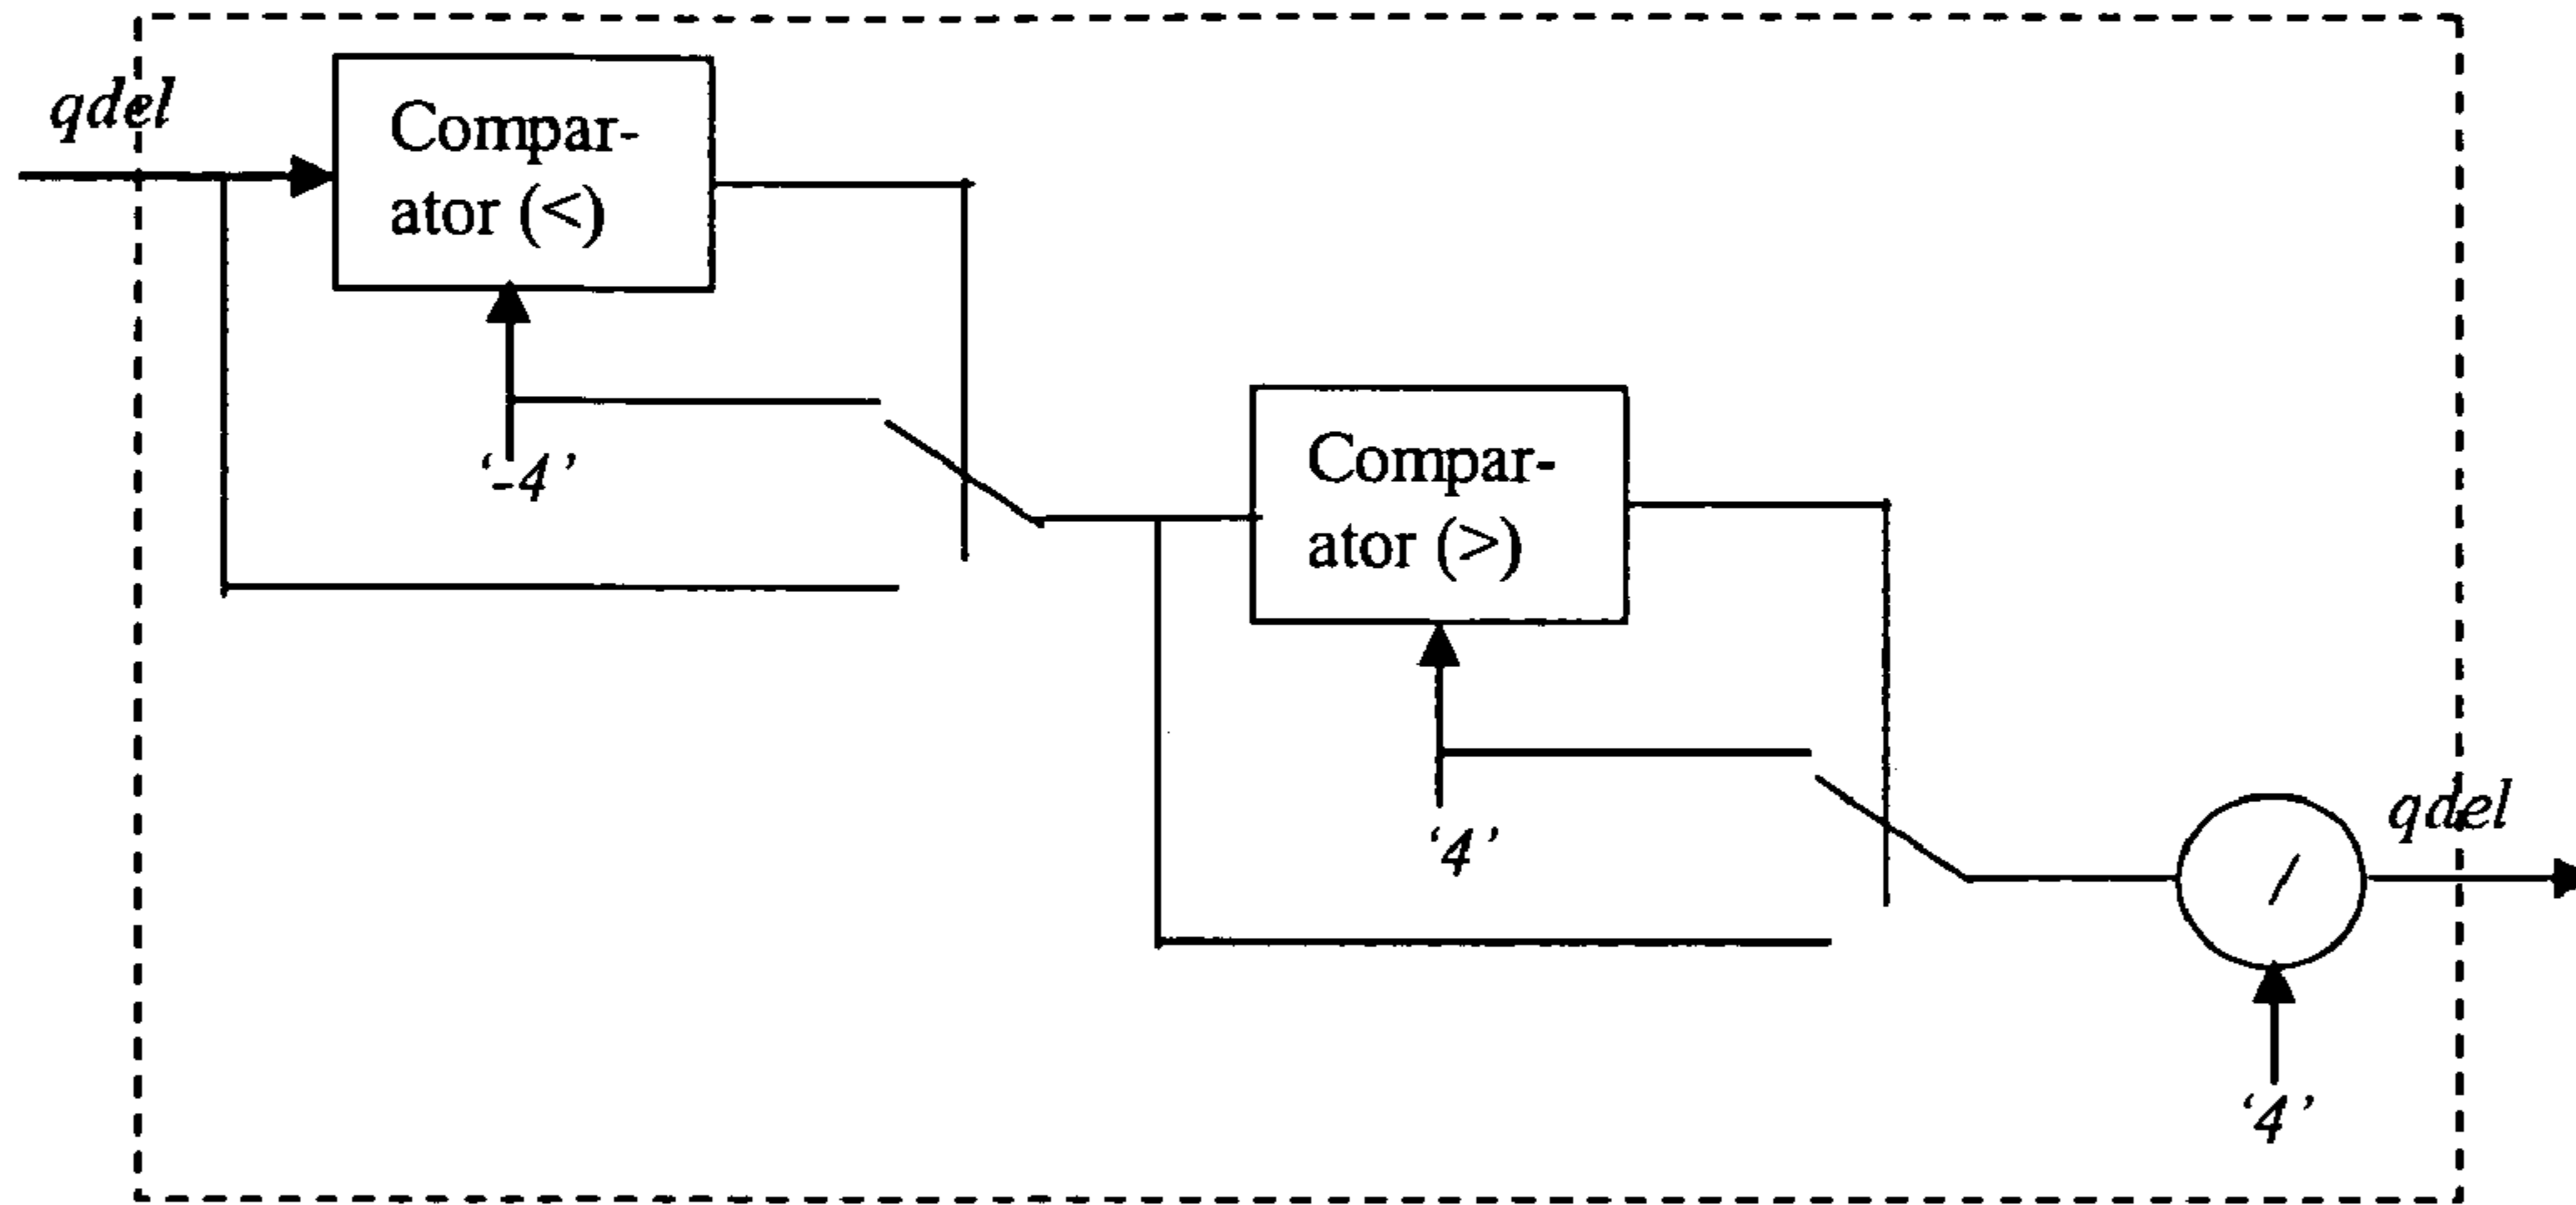 qdel
Compar-
ator (<)
‘-4’
Compar-
ator (>)
‘4’
qdel
/
‘4’